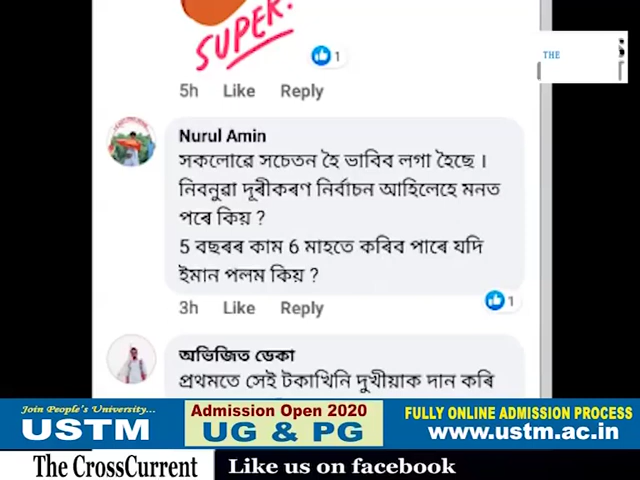 SUPER.
1
THE
5h Like Reply
Nurul Amin
সকলোৱে সচেতন হৈ ভাবিব লগা হৈছে ।
নিবনুৱা দূৰীকৰণ নিৰ্বাচন আহিলেহে মনত
পৰে কিয় ?
5 বছৰৰ কাম 6 মাহতে কৰিব পাৰে যদি
ইমান পলম কিয় ?
1
3h Like Reply
অভিজিত ডেকা
প্ৰথমতে সেই টকাখিনি দুখীয়াক দান কৰি
Join People's University...
USTM
Admission Open 2020
UG & PG
FULLY ONLINE ADMISSION PROCESS
www.ustm.ac.in
The CrossCurrent
Like us on facebook